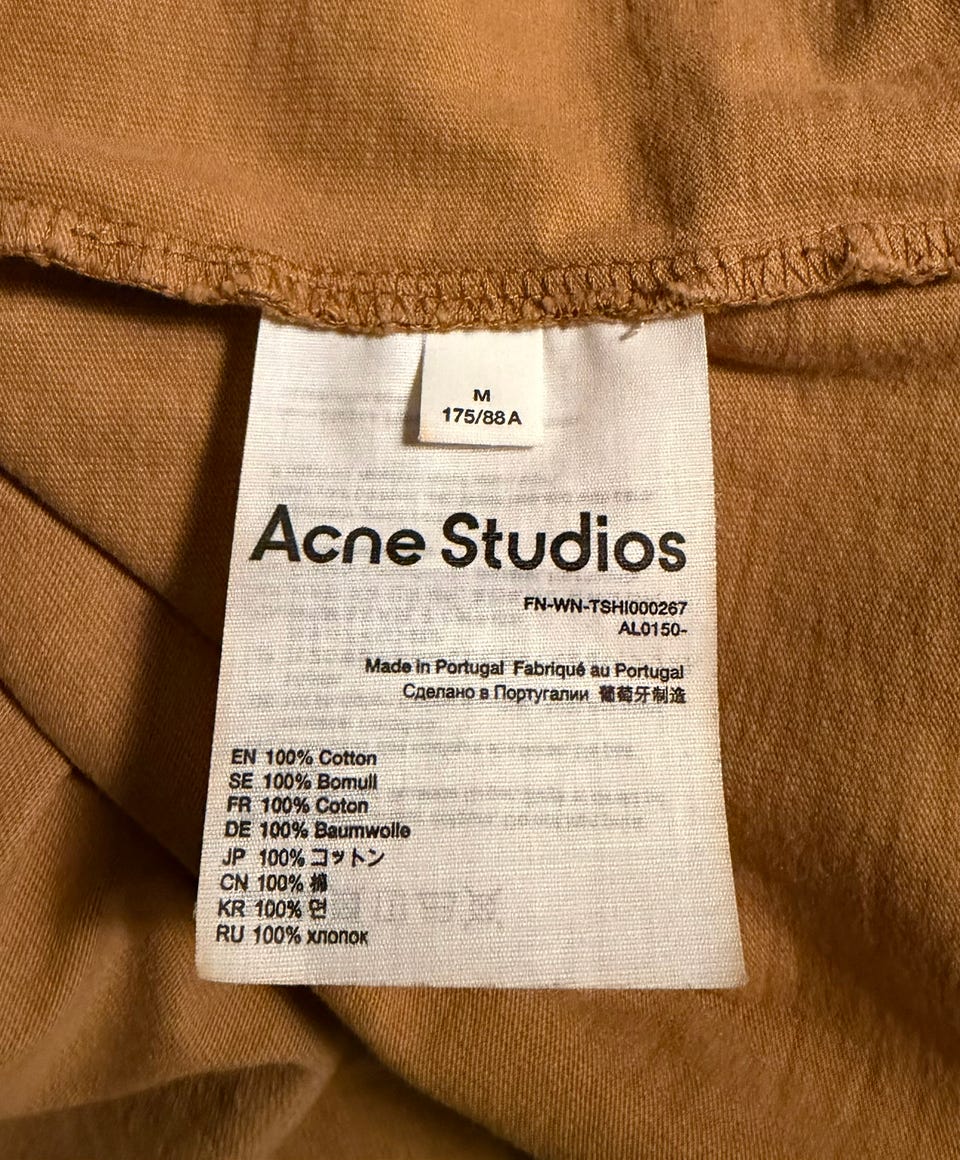 M
175/88A
Acne Studios
FN-WN-TSHI000267
AL0150-
Made in Portugal Fabriqué au Portugal
Сделано в Португалии 葡萄牙制造
EN 100% Cotton
SE 100% Bomull
FR 100% Coton
DE 100% Baumwolle
JP 100% コットン
CN 100% 棉
KR 100% 면
RU 100% хлопок